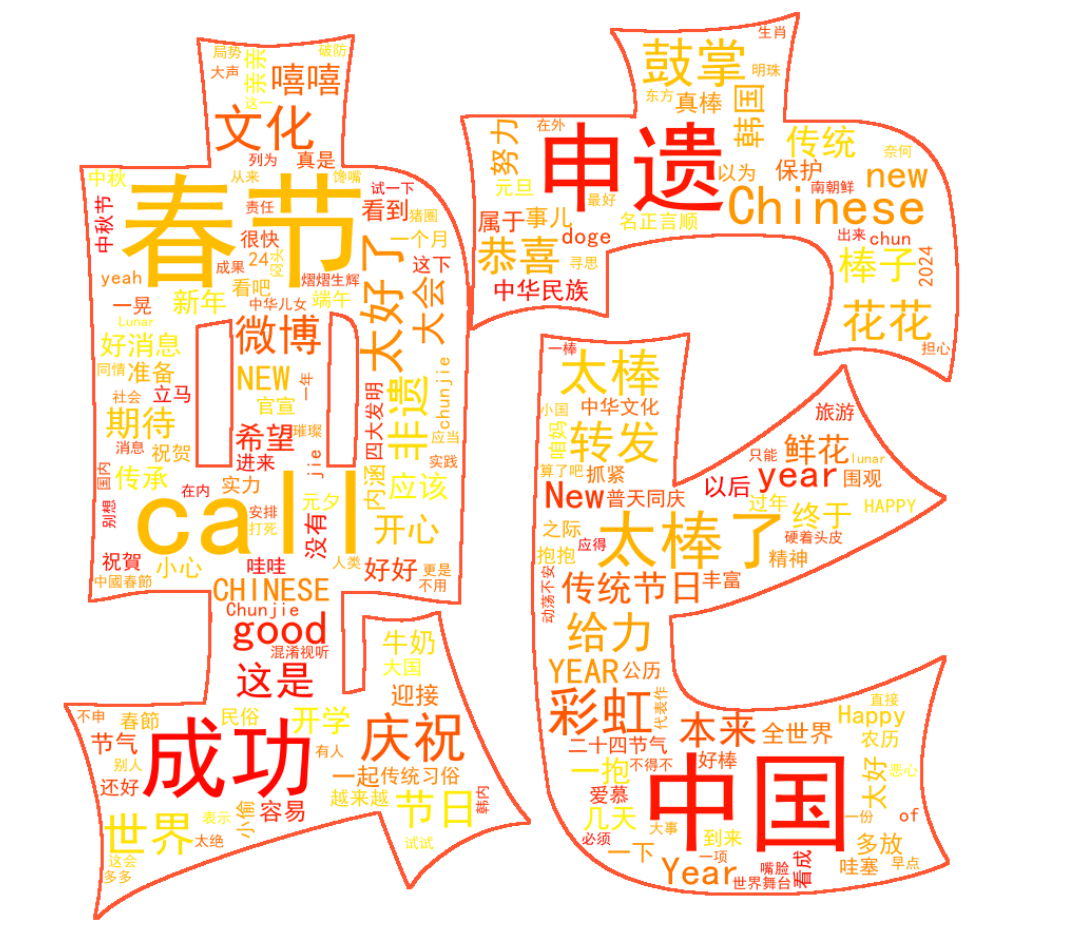 局势
破防
大声
亲亲
这一
嘻嘻
文化
列为
真是
从来
馋嘴
中秋
春节
试一下
中秋节
责任
看到
猪圈
很快
24
一个月
成果
yeah
看吧
熠熠生辉
这下
太好了
大会
一晃
新年
中华儿女
端午
Lunar
微博
好消息
同情
准备
NEW
一年
chunjie
社会
立马
官宣
四大发明
非遗
期待
希望
璀璨
应当
消息
祝贺
进来
jie
实践
国内
传承
在内
实力
元夕
内涵
应该
call
别想
安排
打死
没有
开心
祝賀
小心
哇哇
人类
好好
更是
中國春節
不用
CHINESE
Chunjie
good
混淆视听
牛奶
大国
这是
迎接
不申
春節
民俗
开学
节气
成功
有人
庆祝
别人
还好
一起
传统习俗
越来越
节日
韩内
世界
表示
小偷
容易
太绝
试试
这会
多多
生肖
鼓掌
明珠
东方
真棒
韩国
努力
在外
申遗
传统
奈何
元旦
以为
保护
new
南朝鲜
最好
Chinese
属于
事儿
名正言顺
doge
出来
chun
恭喜
寻思
棒子
2024
中华民族
花花
担心
一棒
太棒
小国
中华文化
旅游
咱妈
转发
只能
鲜花
lunar
算了吧
抓紧
year
围观
New
普天同庆
以后
过年
HAPPY
之际
太棒了
终于
应得
硬着头皮
抱抱
精神
动荡不安
传统节日
丰富
给力
YEAR
公历
彩虹
代表作
直接
本来
全世界
Happy
农历
二十四节气
不得不
好棒
一抱
太好
恶心
爱慕
中国
几天
一份
of
大事
必须
到来
多放
一下
一项
嘴脸
看成
哇塞
早点
Year
世界舞台